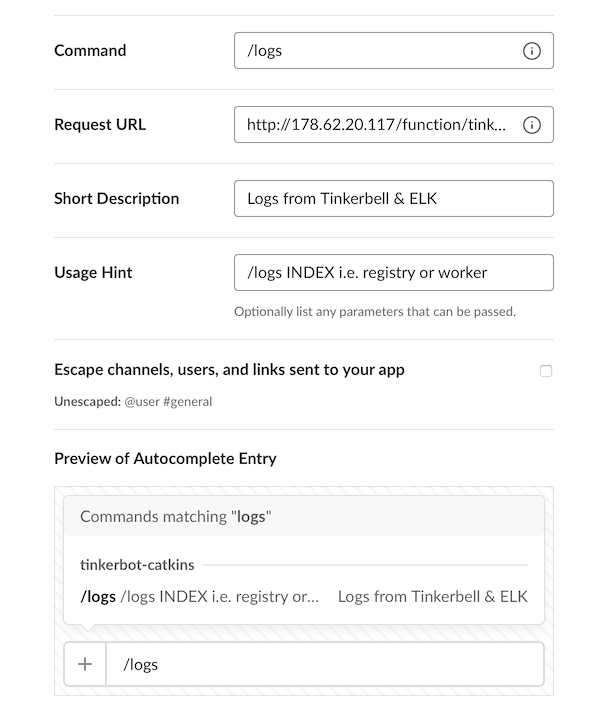 Command
/logs
Request URL
http://178.62.20.117/function/tink...
Short Description
Logs from Tinkerbell & ELK
Usage Hint
/logs INDEX i.e. registry or worker
Optionally list any parameters that can be passed.
Escape channels, users, and links sent to your app
Unescaped: @user #general
Preview of Autocomplete Entry
Commands matching "logs"
tinkerbot-catkins
/logs /logs INDEX i.e. registry or... Logs from Tinkerbell & ELK
/logs